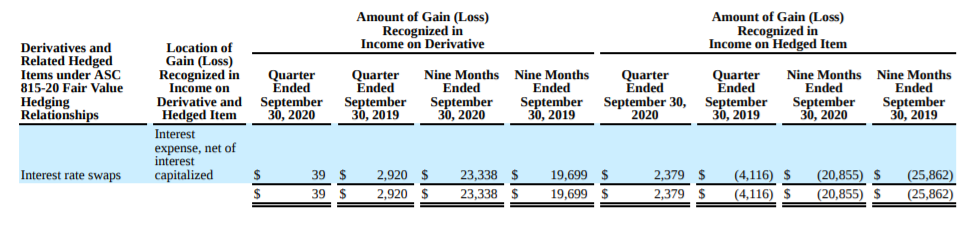 Amount of Gain (Loss)
Recognized in
Income on Derivative
Amount of Gain (Loss)
Recognized in
Income on Hedged Item
Derivatives and
Related Hedged
Items under ASC
815-20 Fair Value
Hedging
Relationships
Location of
Gain (Loss)
Recognized in
Income on
Derivative and
Hedged Item
Quarter
Ended
September
30, 2020
Quarter
Ended
September
30, 2019
Nine Months
Ended
September
30, 2020
Nine Months
Ended
September
30, 2019
Quarter
Ended
September 30,
2020
Quarter
Ended
September
30, 2019
Nine Months
Ended
September
30, 2020
Nine Months
Ended
September
30, 2019
Interest rate swaps
Interest
expense, net of
interest
capitalized
$ 39 $ 2,920 $ 23,338 $ 19,699 $ 2,379 $ (4,116) $ (20,855) $ (25,862)
$ 39 $ 2,920 $ 23,338 $ 19,699 $ 2,379 $ (4,116) $ (20,855) $ (25,862)